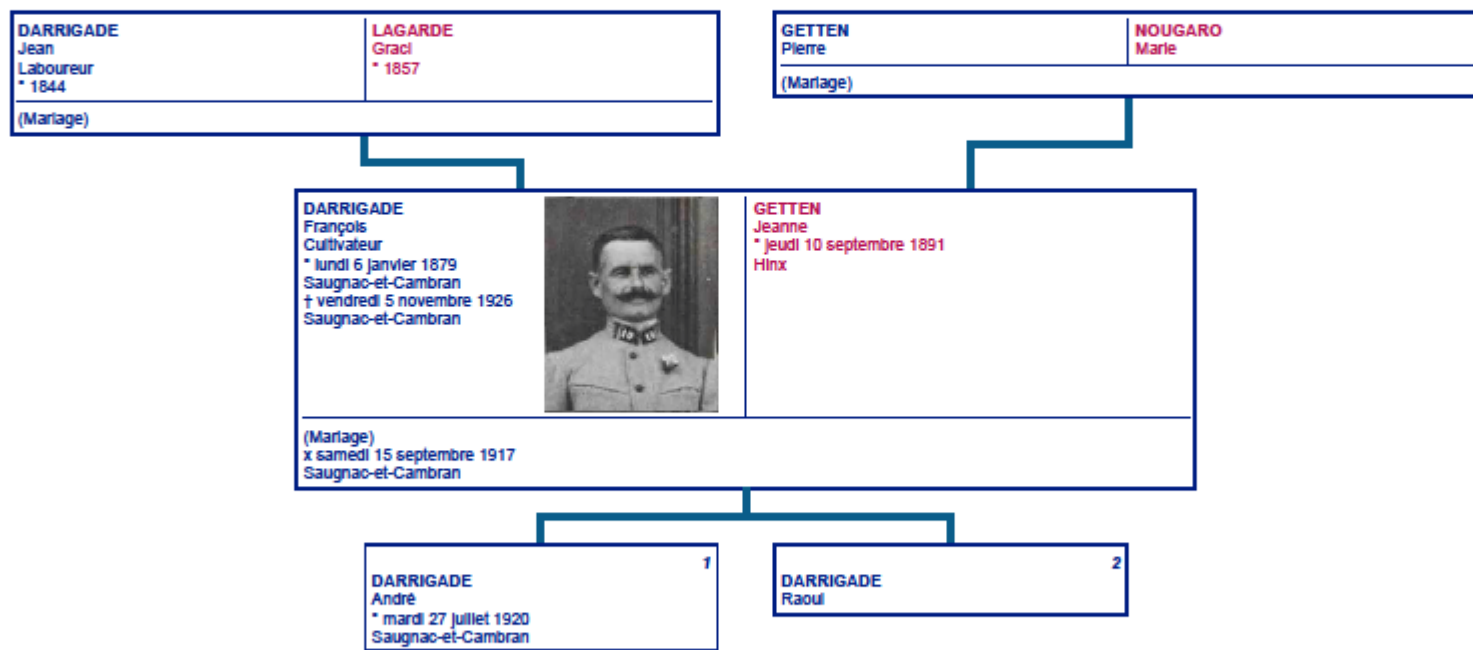 DARRIGADE
Jean
Laboureur
* 1844
LAGARDE
Graci
* 1857
(Mariage)
GETTEN
Pierre
NOUGARO
Marie
(Mariage)
DARRIGADE
François
Cultivateur
* lundi 6 janvier 1879
Saugnac-et-Cambran
† vendredi 5 novembre 1926
Saugnac-et-Cambran
GETTEN
Jeanne
* jeudi 10 septembre 1891
Hinx
(Mariage)
x samedi 15 septembre 1917
Saugnac-et-Cambran
1
DARRIGADE
André
* mardi 27 juillet 1920
Saugnac-et-Cambran
2
DARRIGADE
Raoul